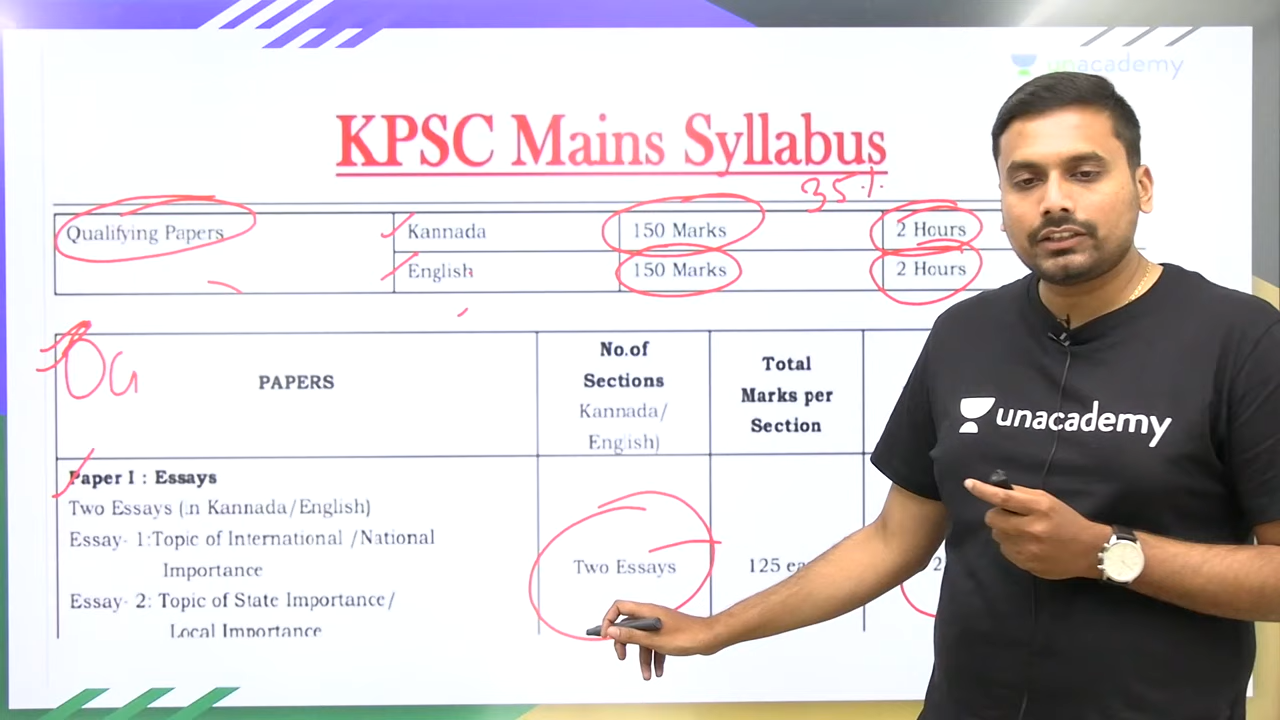 unacademy
KPSC Mains Syllabus
35%
Qualifying Papers Kannada 150 Marks 2 Hours
English 150 Marks 2 Hours
PAPERS
No.of
Sections
Kannada/
English)
Total
Marks per
Section
Paper I : Essays
Two Essays (in Kannada/English)
Essay- 1:Topic of International /National
Importance
Essay- 2: Topic of State Importance/
Local Importance
Two Essays
125
unacademy